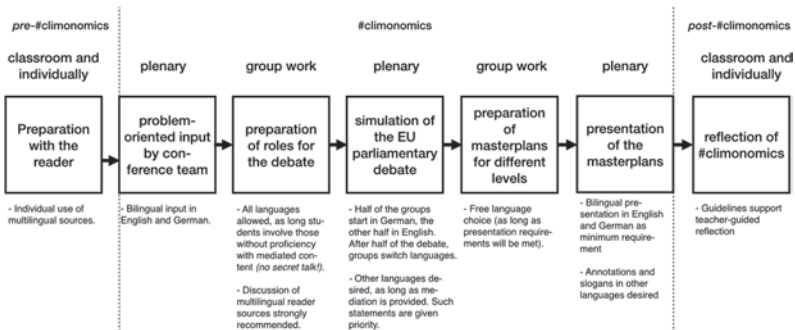 pre-#climonomics
#climonomics
post-#climonomics
classroom and
individually
plenary
group work
plenary
group work
plenary
classroom and
individually
Preparation
with the
reader
problem-
oriented input
by con-
ference team
preparation
of roles for
the debate
simulation of
the EU
parliamentary
debate
preparation
of
masterplans
for different
levels
presentation
of the
masterplans
reflection of
#climonomics
- Individual use of
multilingual sources.
- Bilingual input in
English and German.
- All languages
allowed, as long stu-
dents involve those
without proficiency
with mediated con-
tent (no secret talk!).
- Discussion of
multilingual reader
sources strongly
recommended.
- Half of the groups
start in German, the
other half in English.
After half of the debate,
groups switch languages.
- Other languages de-
sired, as long as me-
diation is provided. Such
statements are given
priority.
- Free language
choice (as long as
presentation require-
ments will be met).
- Bilingual pre-
sentation in English
and German as
minimum require-
ment
- Annotations and
slogans in other
languages desired
- Guidelines support
teacher-guided
reflection